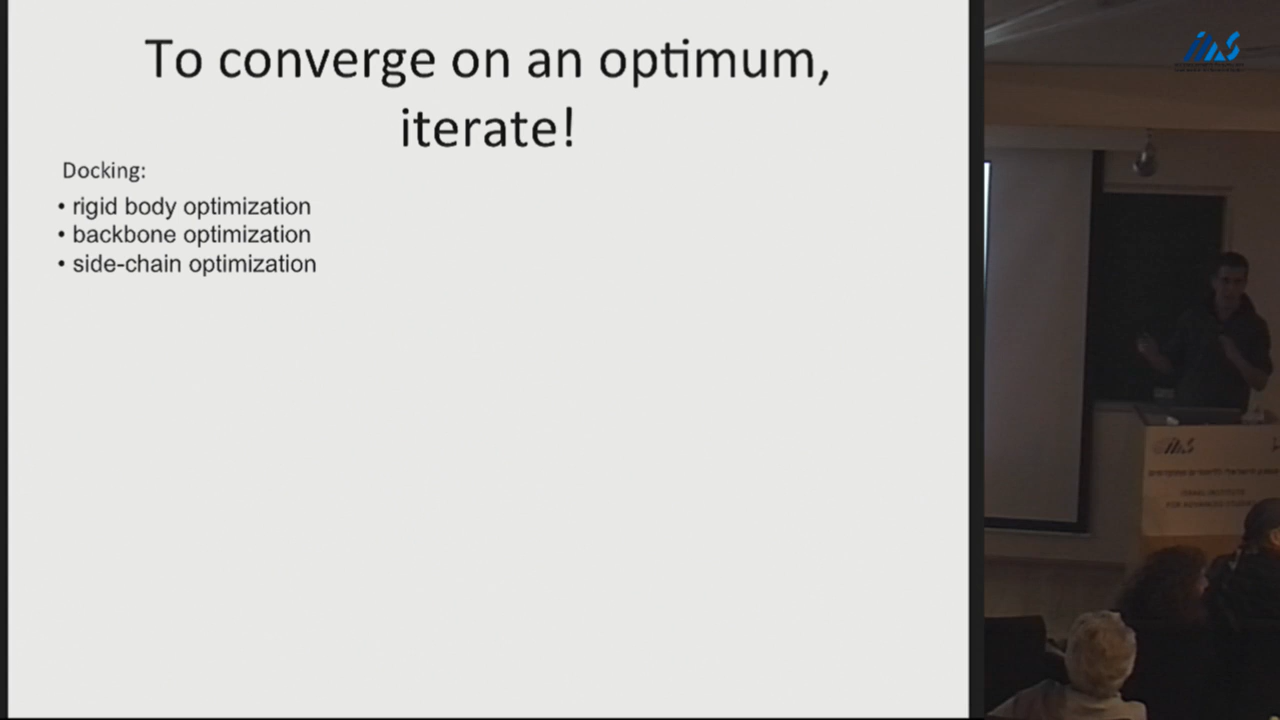 To converge on an optimum,
iterate!
Docking:
• rigid body optimization
• backbone optimization
• side-chain optimization